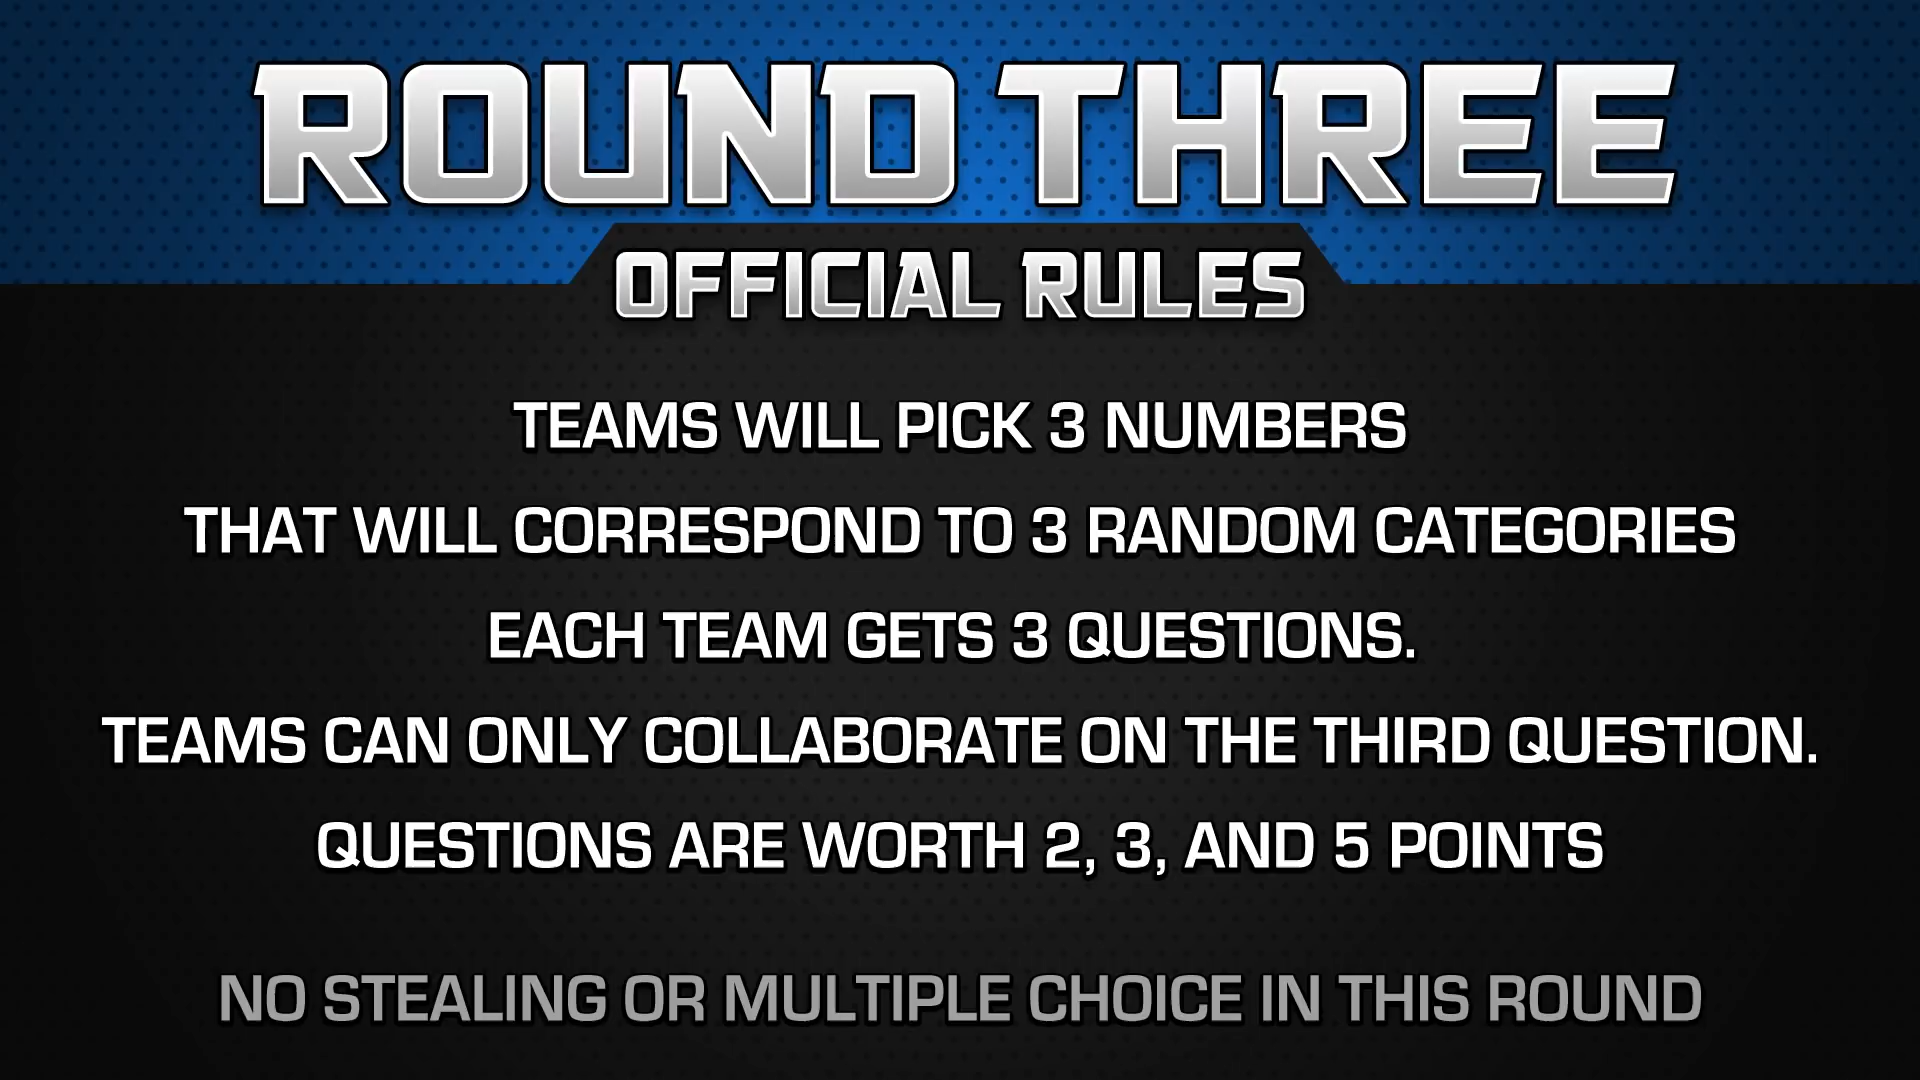 ROUND THREE
OFFICIAL RULES
TEAMS WILL PICK 3 NUMBERS
THAT WILL CORRESPOND TO 3 RANDOM CATEGORIES
EACH TEAM GETS 3 QUESTIONS.
TEAMS CAN ONLY COLLABORATE ON THE THIRD QUESTION.
QUESTIONS ARE WORTH 2, 3, AND 5 POINTS
NO STEALING OR MULTIPLE CHOICE IN THIS ROUND